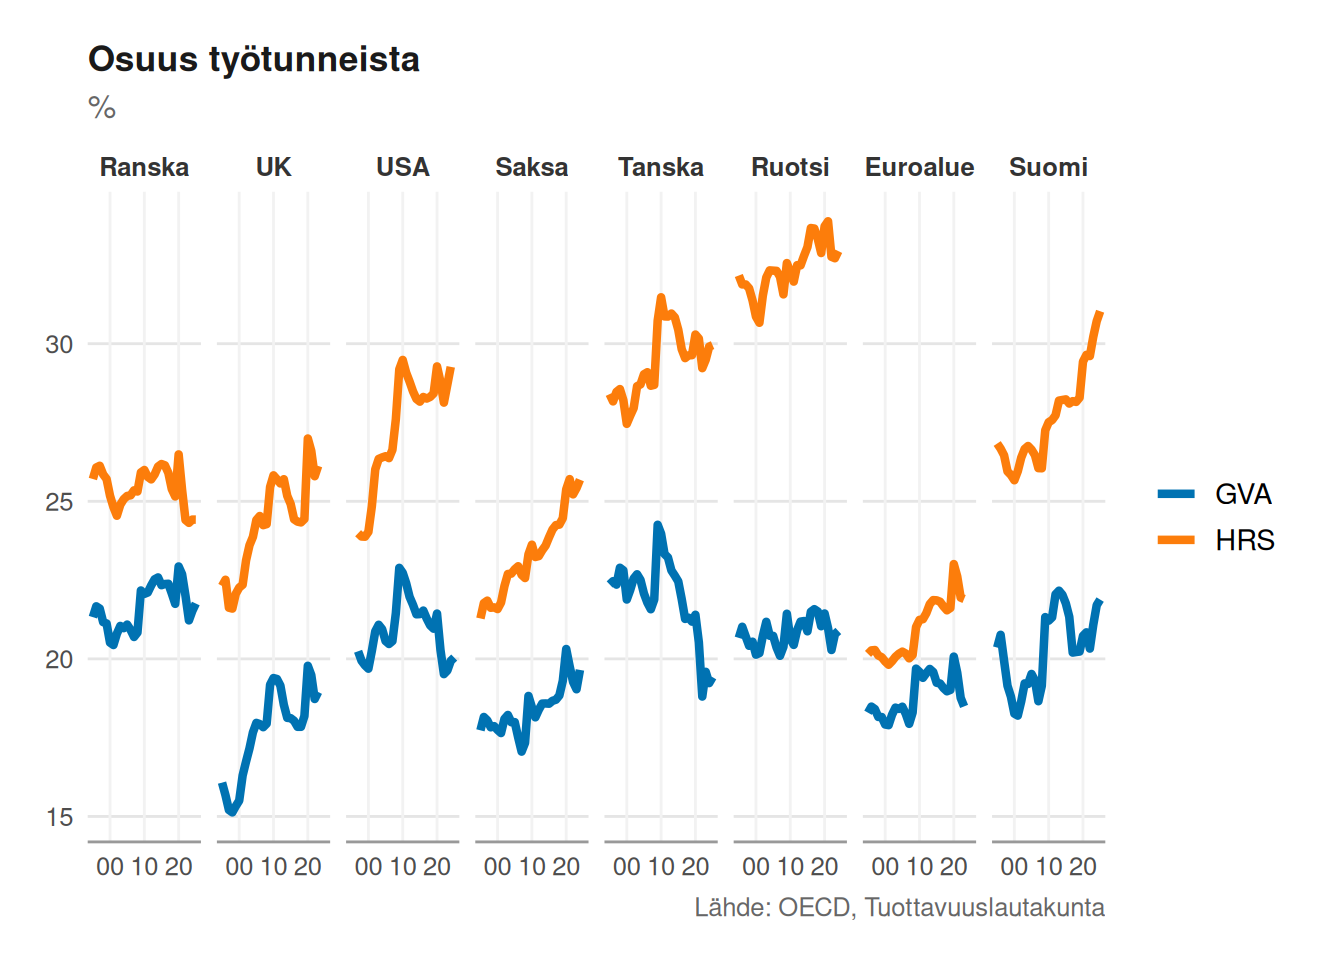 Osuus työtunneista
%
Ranska UK USA Saksa Tanska Ruotsi Euroalue Suomi
30
25
20
15
GVA
HRS
00 10 20 00 10 20 00 10 20 00 10 20 00 10 20 00 10 20 00 10 20 00 10 20
Lähde: OECD, Tuottavuuslautakunta